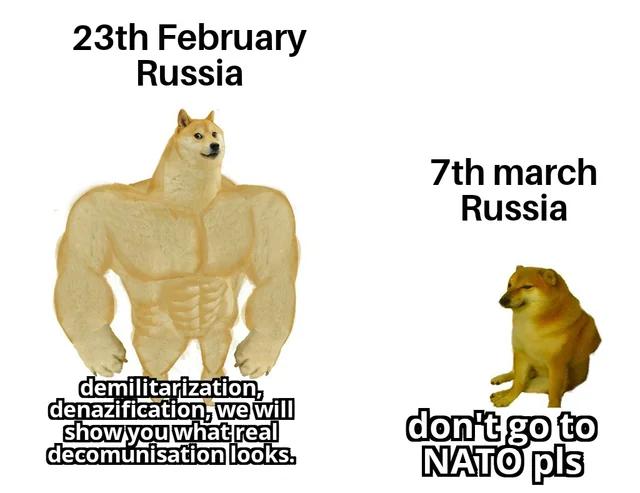 23th February
Russia
demilitarization,
denazification, we will
show you what real
decomunisation looks.
7th march
Russia
don't go to
NATO pls